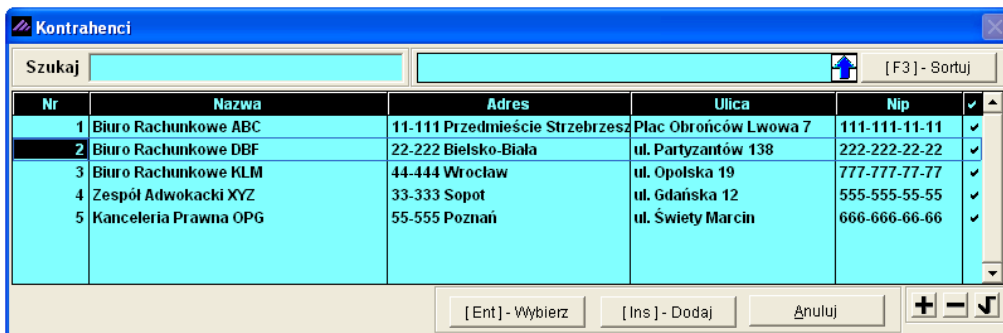 Kontrahenci
Szukaj [F3] - Sortuj
Nr Nazwa Adres Ulica Nip
1 Biuro Rachunkowe ABC 11-111 Przedmieście Strzebrzesz Plac Obrońców Lwowa 7 111-111-11-11
2 Biuro Rachunkowe DBF 22-222 Bielsko-Biała ul. Partyzantów 138 222-222-22-22
3 Biuro Rachunkowe KLM 44-444 Wrocław ul. Opolska 19 777-777-77-77
4 Zespół Adwokacki XYZ 33-333 Sopot ul. Gdańska 12 555-555-55-55
5 Kanceleria Prawna OPG 55-555 Poznań ul. Świety Marcin 666-666-66-66
[Ent] - Wybierz [Ins] - Dodaj Anuluj